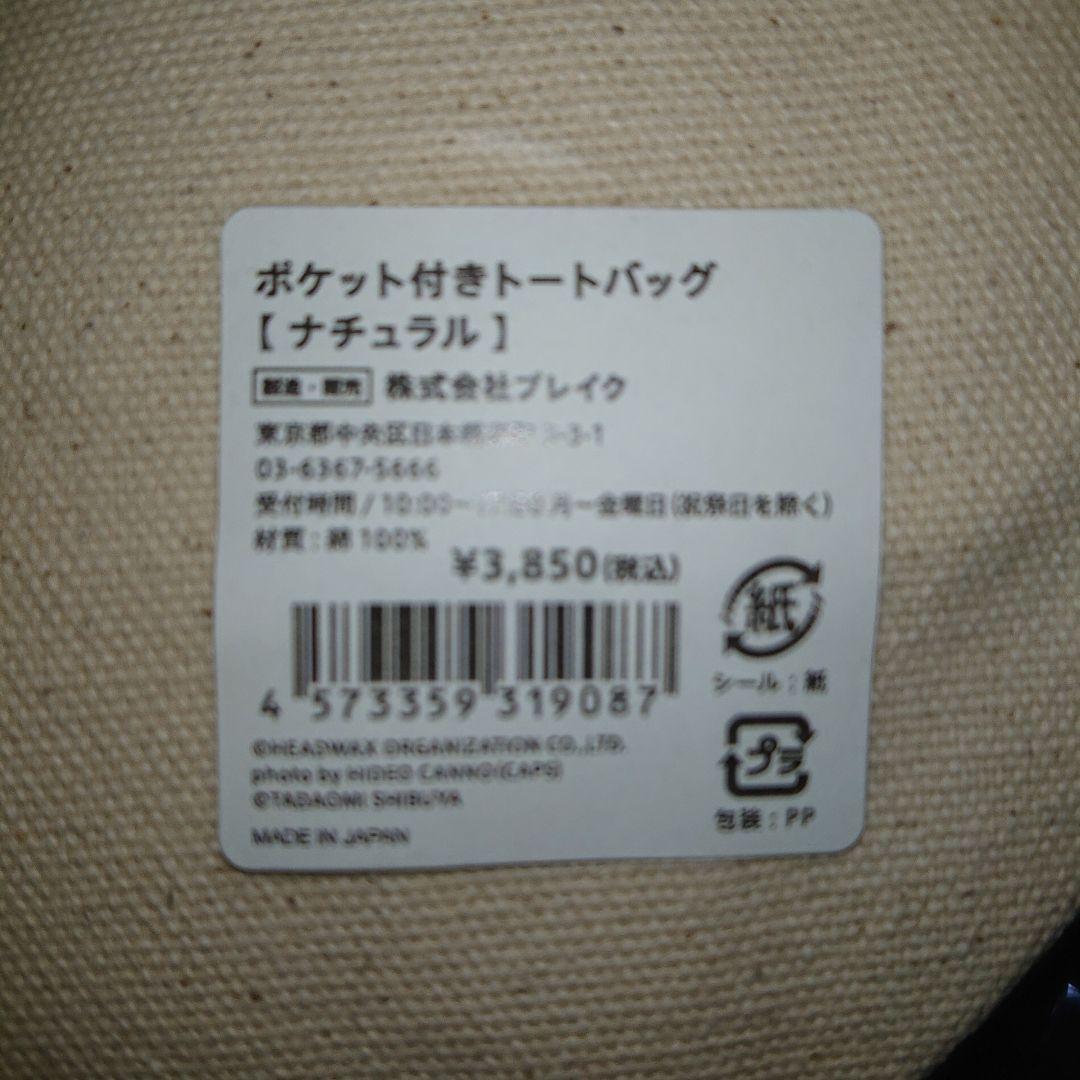 ポケット付きトートバッグ
【 ナチュラル 】
製造・販売 株式会社ブレイク
東京都中央区日本橋 3-1
03-6367-5666
受付時間 / 10:00〜 月〜金曜日 (祝祭日を除く)
材質 : 綿 100%
¥3,850(税込)
4 573359 319087
紙
シール : 紙
プラ
包装 : PP
©HEADWAX ORGANIZATION CO.,LTD.
photo by HIDEO CANNO(CAPS)
©TADAOMI SHIBUYA
MADE IN JAPAN